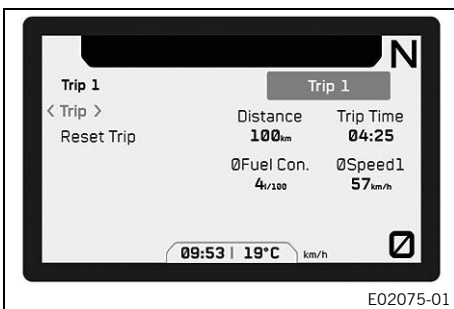 N
Trip 1
Trip 1
< Trip >
Reset Trip
Distance
Trip Time
100km
04:25
ØFuel Con.
ØSpeed1
4l/100
57km/h
09:53 | 19°C km/h
0
E02075-01